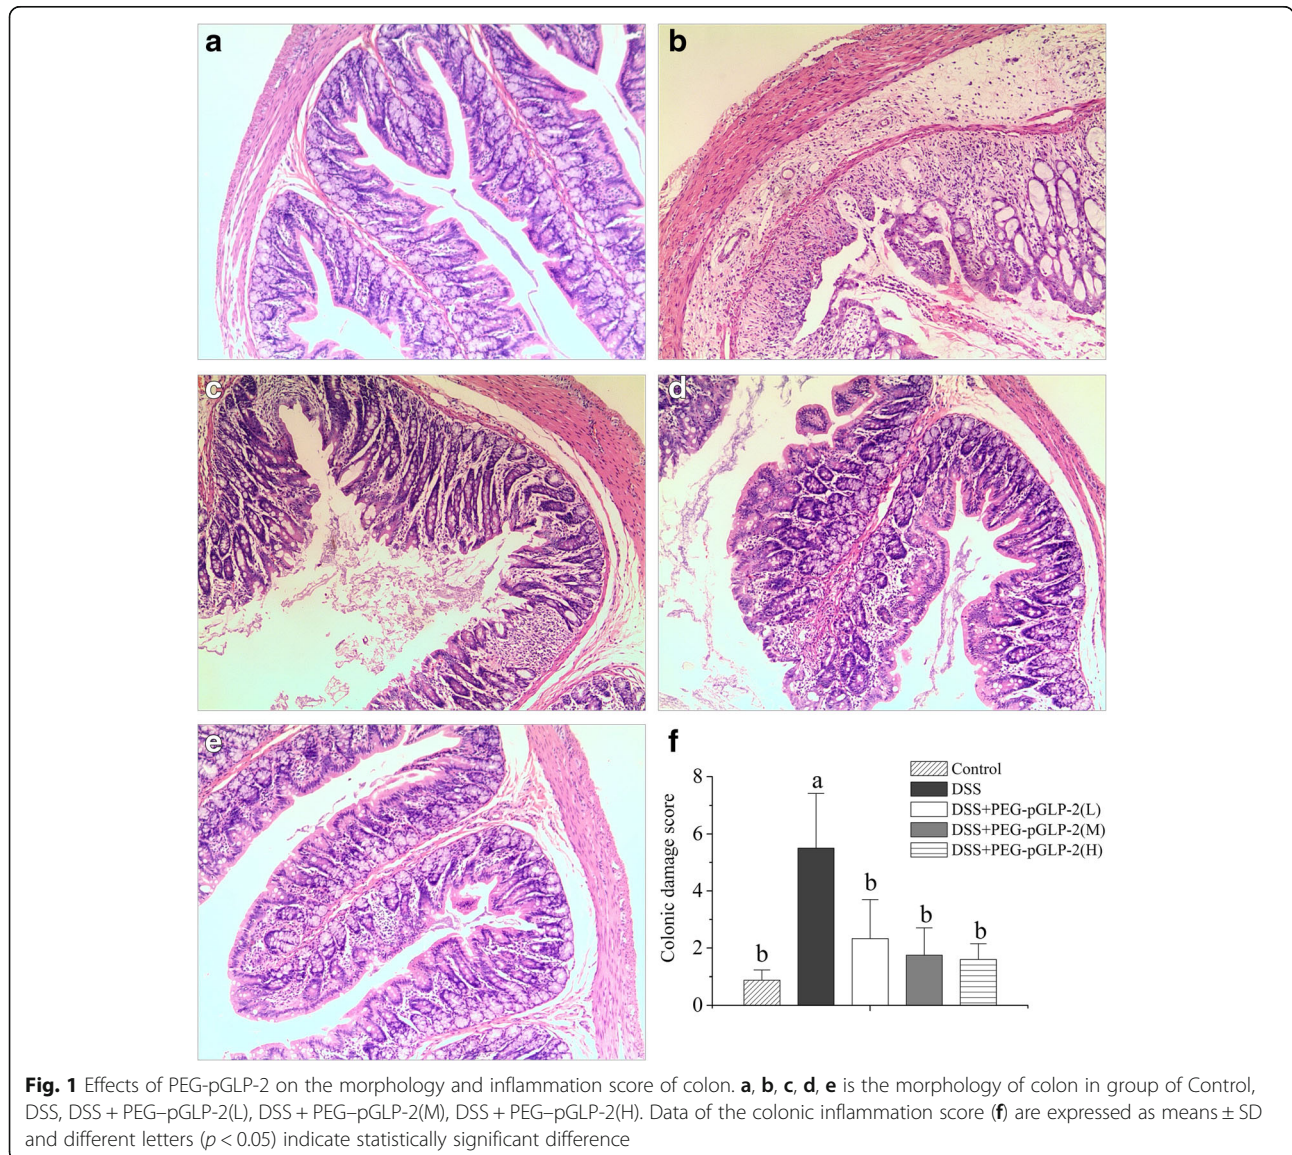 a
b
c
d
e
f
Control
DSS
DSS+PEG-pGLP-2(L)
DSS+PEG-pGLP-2(M)
DSS+PEG-pGLP-2(H)
Colonic damage score
8
6
4
2
0
b
a
b
b
b
Fig. 1 Effects of PEG-pGLP-2 on the morphology and inflammation score of colon. a, b, c, d, e is the morphology of colon in group of Control,
DSS, DSS + PEG–pGLP-2(L), DSS + PEG–pGLP-2(M), DSS + PEG–pGLP-2(H). Data of the colonic inflammation score (f) are expressed as means ± SD
and different letters (p < 0.05) indicate statistically significant difference